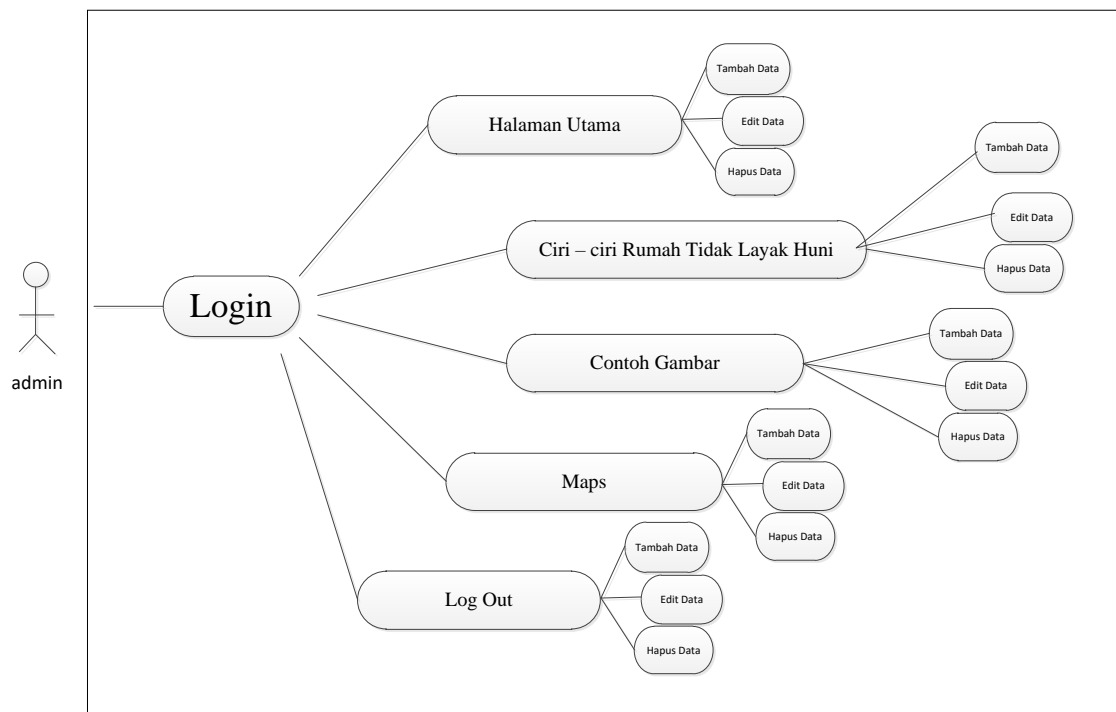 admin
Login
Halaman Utama
Tambah Data
Edit Data
Hapus Data
Ciri – ciri Rumah Tidak Layak Huni
Tambah Data
Edit Data
Hapus Data
Contoh Gambar
Tambah Data
Edit Data
Hapus Data
Maps
Tambah Data
Edit Data
Hapus Data
Log Out
Tambah Data
Edit Data
Hapus Data